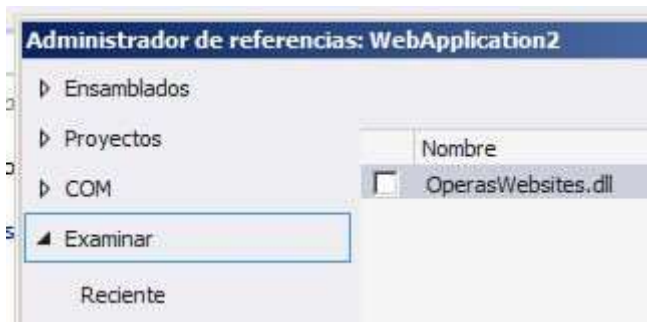 Administrador de referencias: WebApplication2
Ensamblados
Proyectos
COM
Examinar
Reciente
Nombre
OperasWebsites.dll